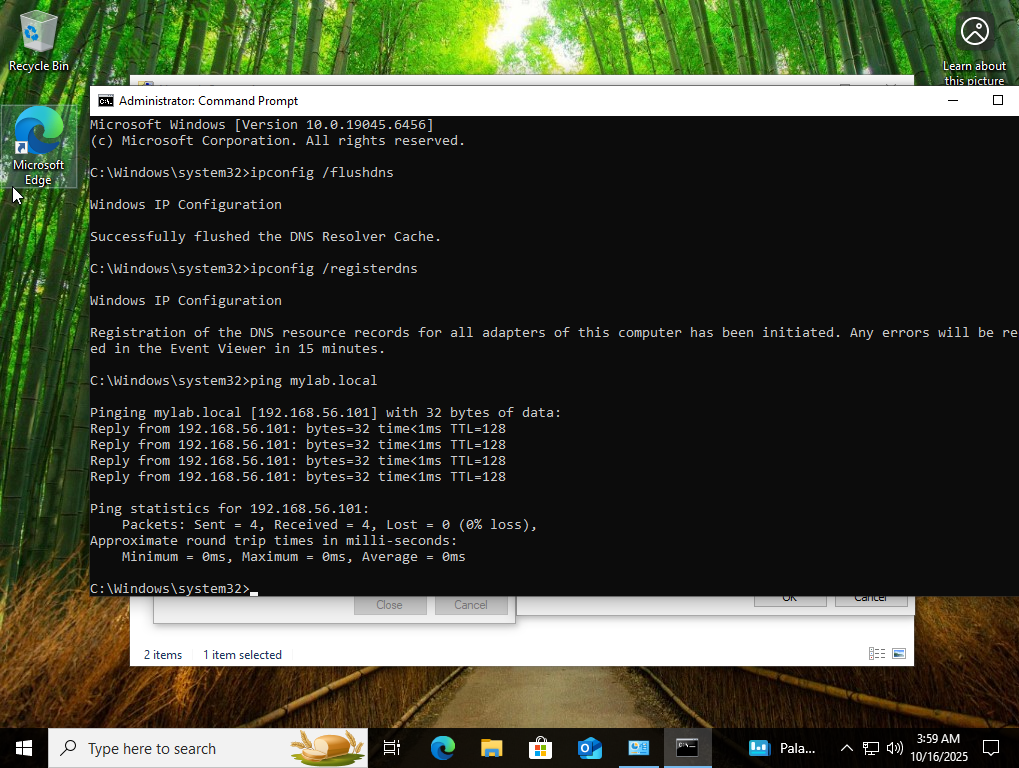 Recycle Bin
Learn about
this picture
Microsoft
Edge
Administrator: Command Prompt
Microsoft Windows [Version 10.0.19045.6456]
(c) Microsoft Corporation. All rights reserved.
C:\Windows\system32>ipconfig /flushdns
Windows IP Configuration
Successfully flushed the DNS Resolver Cache.
C:\Windows\system32>ipconfig /registerdns
Windows IP Configuration
Registration of the DNS resource records for all adapters of this computer has been initiated. Any errors will be re
ed in the Event Viewer in 15 minutes.
C:\Windows\system32>ping mylab.local
Pinging mylab.local [192.168.56.101] with 32 bytes of data:
Reply from 192.168.56.101: bytes=32 time<1ms TTL=128
Reply from 192.168.56.101: bytes=32 time<1ms TTL=128
Reply from 192.168.56.101: bytes=32 time<1ms TTL=128
Reply from 192.168.56.101: bytes=32 time<1ms TTL=128
Ping statistics for 192.168.56.101:
Packets: Sent = 4, Received = 4, Lost = 0 (0% loss),
Approximate round trip times in milli-seconds:
Minimum = 0ms, Maximum = 0ms, Average = 0ms
C:\Windows\system32>
Close Cancel OK Cancel
2 items 1 item selected
Type here to search
Pala...
3:59 AM
10/16/2025